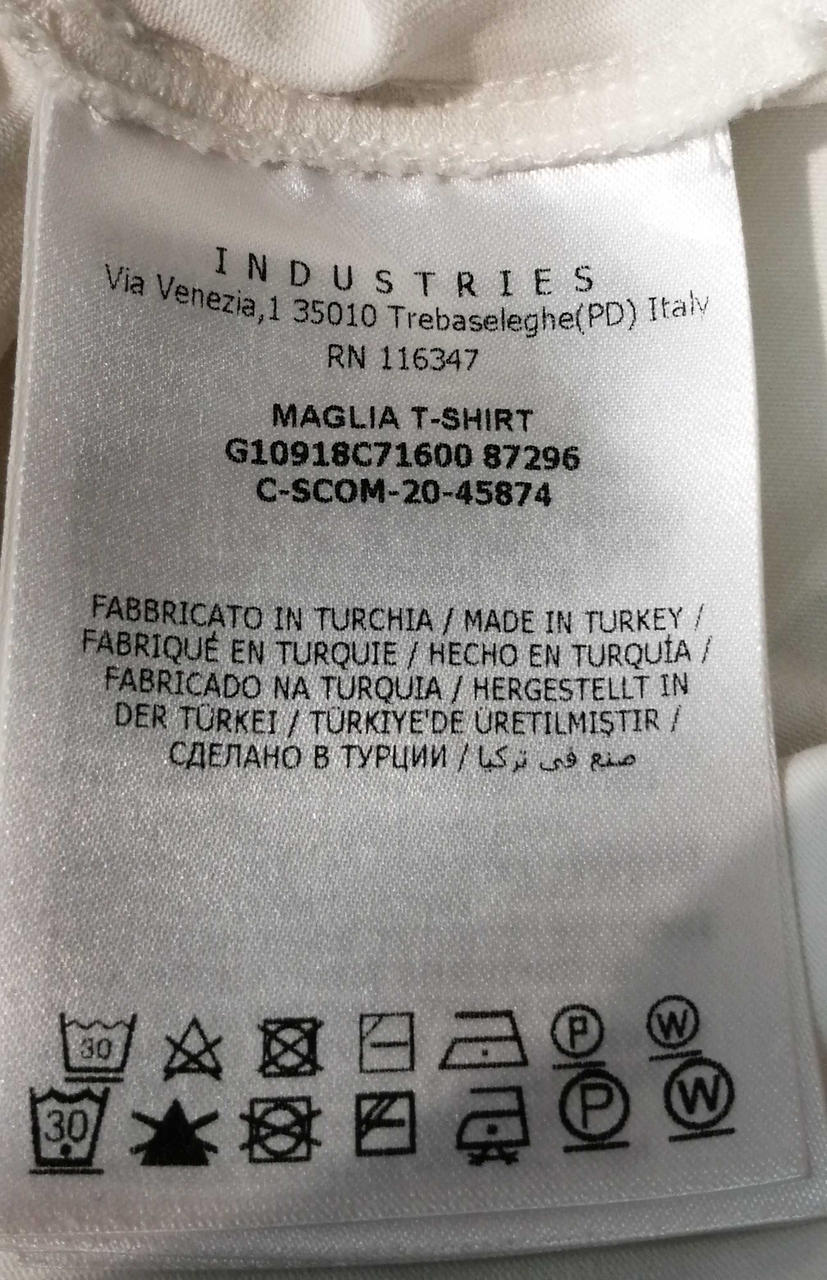 INDUSTRIES
Via Venezia,1 35010 Trebaseleghe(PD) Italy
RN 116347
MAGLIA T-SHIRT
G10918C71600 87296
C-SCOM-20-45874
FABBRICATO IN TURCHIA / MADE IN TURKEY /
FABRIQUÉ EN TURQUIE / HECHO EN TURQUÍA /
FABRICADO NA TURQUIA / HERGESTELLT IN
DER TÜRKEI / TÜRKIYE'DE ÜRETILMIŞTIR /
СДЕЛАНО В ТУРЦИИ / صنع في تركيا
30 P W
30 P W